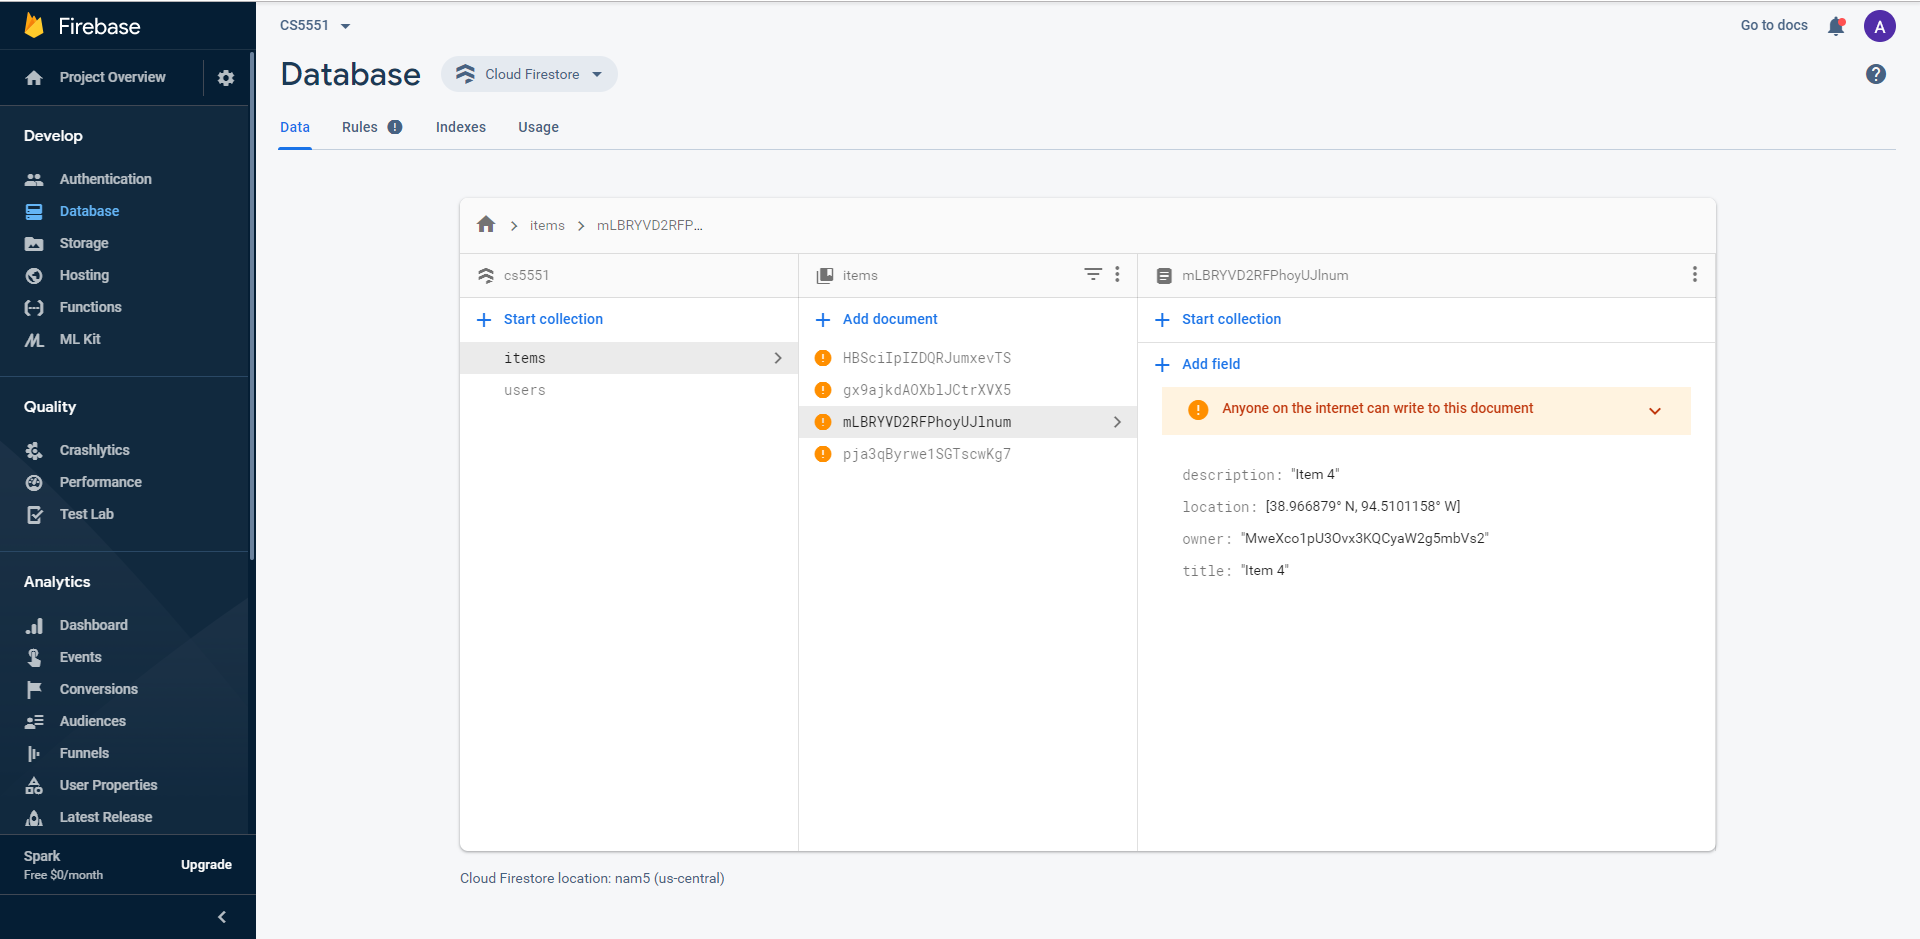 Firebase
Project Overview
Develop
Authentication
Database
Storage
Hosting
Functions
ML Kit
Quality
Crashlytics
Performance
Test Lab
Analytics
Dashboard
Events
Conversions
Audiences
Funnels
User Properties
Latest Release
Spark
Free $0/month
Upgrade
CS5551
Go to docs
A
Database
Cloud Firestore
Data Rules Indexes Usage
items
mLBRYVD2RFP...
cs5551
Start collection
items
users
items
Add document
HBSciIpIZDQRJumxevTS
gx9ajkdAOXblJCtrXVX5
mLBRYVD2RFPhoyUJlnum
pja3qByrwe1SGTscwKg7
mLBRYVD2RFPhoyUJlnum
Start collection
Add field
Anyone on the internet can write to this document
description: "Item 4"
location: [38.966879° N, 94.5101158° W]
owner: "MweXco1pU3Ovx3KQCyaW2g5mbVs2"
title: "Item 4"
Cloud Firestore location: nam5 (us-central)